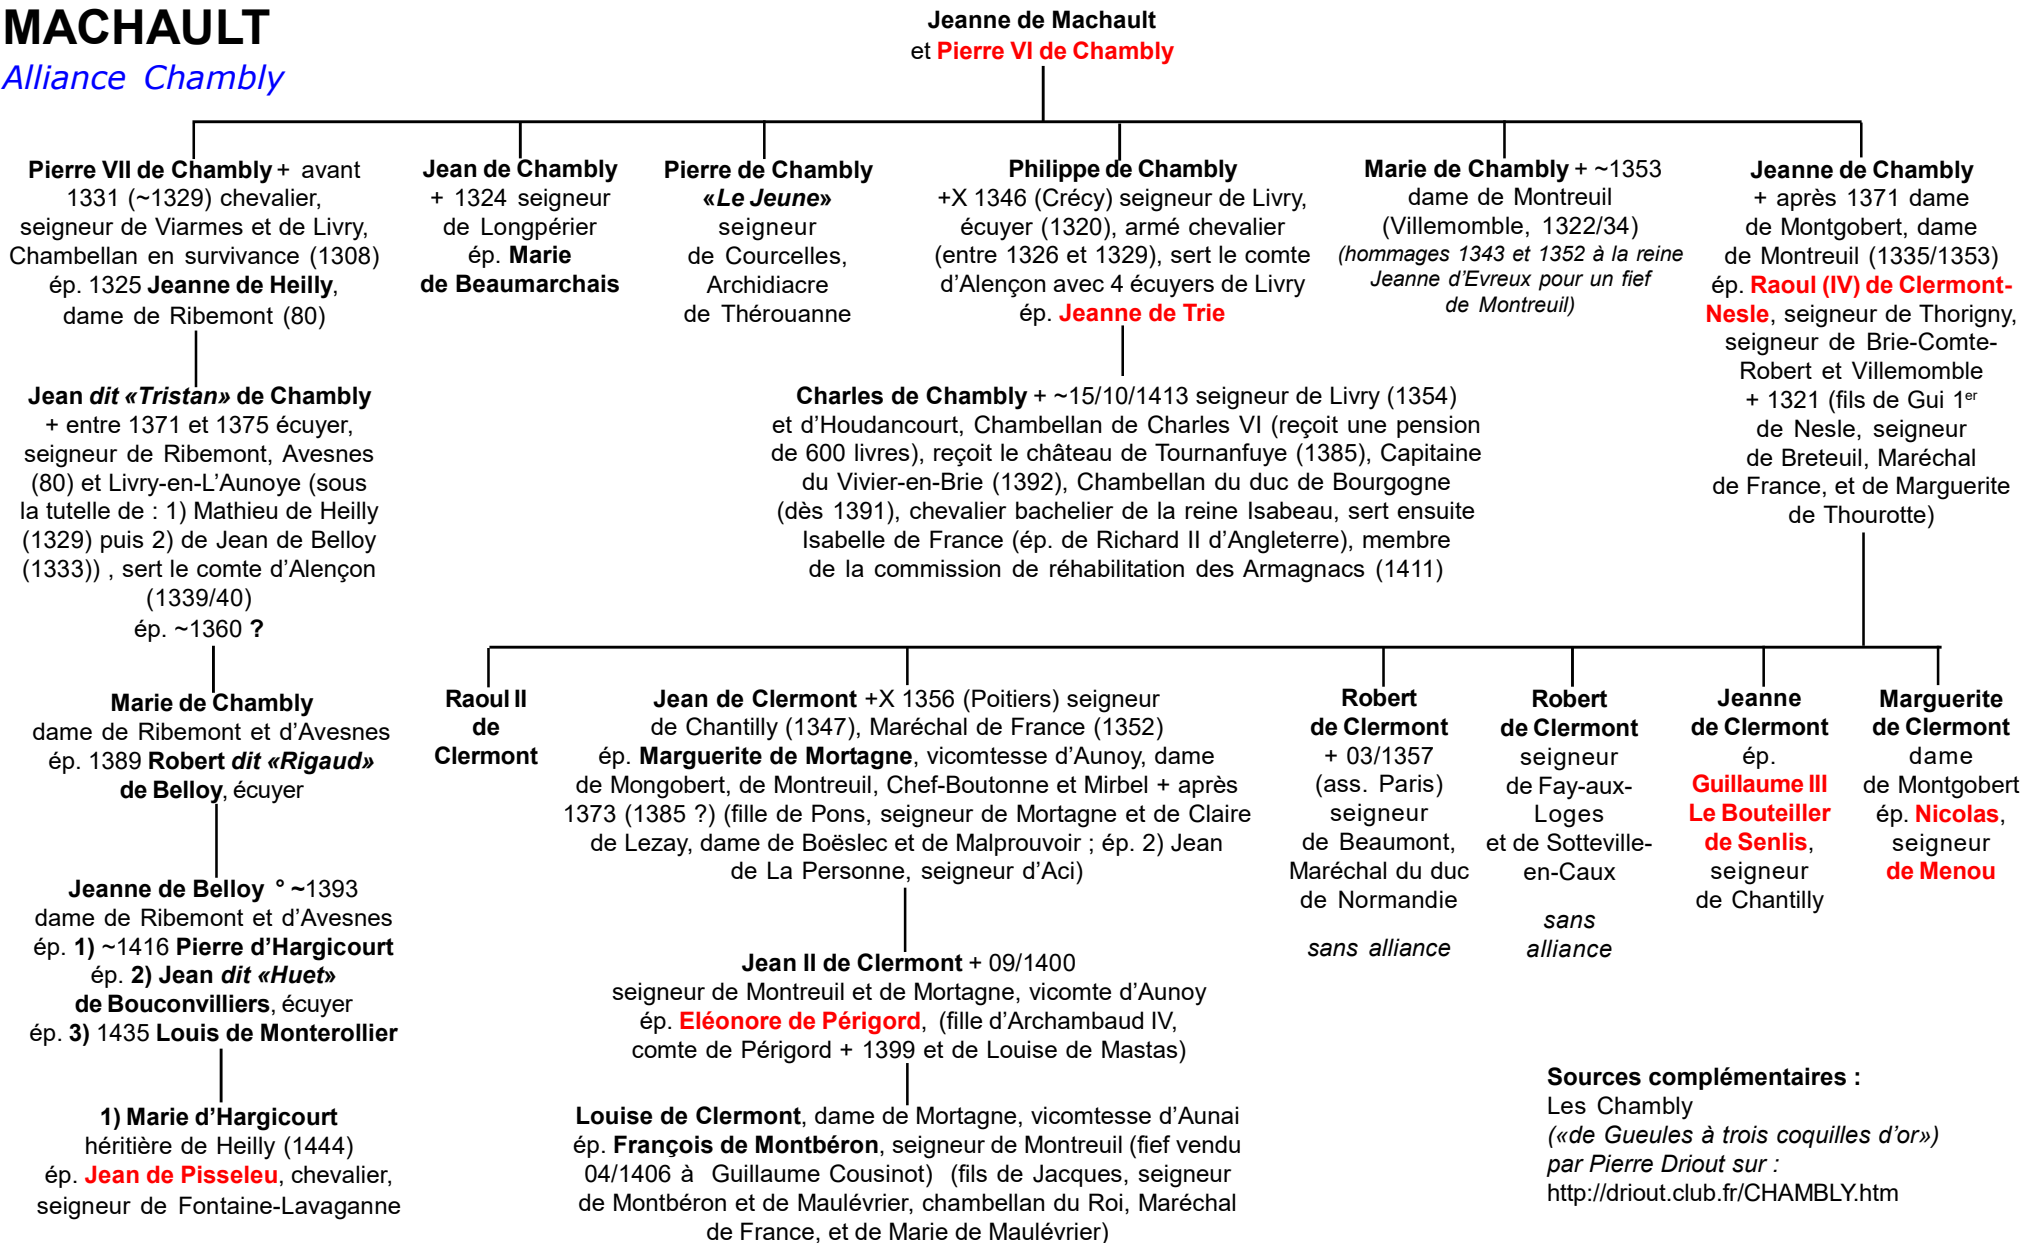 MACHAULT
Alliance Chambly
Jeanne de Machault
et Pierre VI de Chambly
Pierre VII de Chambly + avant
1331 (~1329) chevalier,
seigneur de Viarmes et de Livry,
Chambellan en survivance (1308)
ép. 1325 Jeanne de Heilly,
dame de Ribemont (80)
Jean de Chambly
+ 1324 seigneur
de Longpérier
ép. Marie
de Beaumarchais
Pierre de Chambly
«Le Jeune»
seigneur
de Courcelles,
Archidiacre
de Thérouanne
Philippe de Chambly
+X 1346 (Crécy) seigneur de Livry,
écuyer (1320), armé chevalier
(entre 1326 et 1329), sert le comte
d'Alençon avec 4 écuyers de Livry
ép. Jeanne de Trie
Marie de Chambly + ~1353
dame de Montreuil
(Villemomble, 1322/34)
(hommages 1343 et 1352 à la reine
Jeanne d'Evreux pour un fief
de Montreuil)
Jeanne de Chambly
+ après 1371 dame
de Montgobert, dame
de Montreuil (1335/1353)
ép. Raoul (IV) de Clermont-
Nesle, seigneur de Thorigny,
seigneur de Brie-Comte-
Robert et Villemomble
+ 1321 (fils de Gui 1er
de Nesle, seigneur
de Breteuil, Maréchal
de France, et de Marguerite
de Thourotte)
Jean dit «Tristan» de Chambly
+ entre 1371 et 1375 écuyer,
seigneur de Ribemont, Avesnes
(80) et Livry-en-L'Aunoye (sous
la tutelle de : 1) Mathieu de Heilly
(1329) puis 2) de Jean de Belloy
(1333)) , sert le comte d'Alençon
(1339/40)
ép. ~1360 ?
Charles de Chambly + ~15/10/1413 seigneur de Livry (1354)
et d'Houdancourt, Chambellan de Charles VI (reçoit une pension
de 600 livres), reçoit le château de Tournanfuye (1385), Capitaine
du Vivier-en-Brie (1392), Chambellan du duc de Bourgogne
(dès 1391), chevalier bachelier de la reine Isabeau, sert ensuite
Isabelle de France (ép. de Richard II d'Angleterre), membre
de la commission de réhabilitation des Armagnacs (1411)
Marie de Chambly
dame de Ribemont et d'Avesnes
ép. 1389 Robert dit «Rigaud»
de Belloy, écuyer
Raoul II
de
Clermont
Jean de Clermont +X 1356 (Poitiers) seigneur
de Chantilly (1347), Maréchal de France (1352)
ép. Marguerite de Mortagne, vicomtesse d'Aunoy, dame
de Mongobert, de Montreuil, Chef-Boutonne et Mirbel + après
1373 (1385 ?) (fille de Pons, seigneur de Mortagne et de Claire
de Lezay, dame de Boëslec et de Malprouvoir ; ép. 2) Jean
de La Personne, seigneur d'Aci)
Robert
de Clermont
+ 03/1357
(ass. Paris)
seigneur
de Beaumont,
Maréchal du duc
de Normandie
sans alliance
Robert
de Clermont
seigneur
de Fay-aux-
Loges
et de Sotteville-
en-Caux
sans
alliance
Jeanne
de Clermont
ép.
Guillaume III
Le Bouteiller
de Senlis,
seigneur
de Chantilly
Marguerite
de Clermont
dame
de Montgobert
ép. Nicolas,
seigneur
de Menou
Jeanne de Belloy ° ~1393
dame de Ribemont et d'Avesnes
ép. 1) ~1416 Pierre d'Hargicourt
ép. 2) Jean dit «Huet»
de Bouconvilliers, écuyer
ép. 3) 1435 Louis de Monterollier
Jean II de Clermont + 09/1400
seigneur de Montreuil et de Mortagne, vicomte d'Aunoy
ép. Eléonore de Périgord, (fille d'Archambaud IV,
comte de Périgord + 1399 et de Louise de Mastas)
1) Marie d'Hargicourt
héritière de Heilly (1444)
ép. Jean de Pisseleu, chevalier,
seigneur de Fontaine-Lavaganne
Louise de Clermont, dame de Mortagne, vicomtesse d'Aunai
ép. François de Montbéron, seigneur de Montreuil (fief vendu
04/1406 à Guillaume Cousinot) (fils de Jacques, seigneur
de Montbéron et de Maulévrier, chambellan du Roi, Maréchal
de France, et de Marie de Maulévrier)
Sources complémentaires :
Les Chambly
(«de Gueules à trois coquilles d'or»)
par Pierre Driout sur :
http://driout.club.fr/CHAMBLY.htm